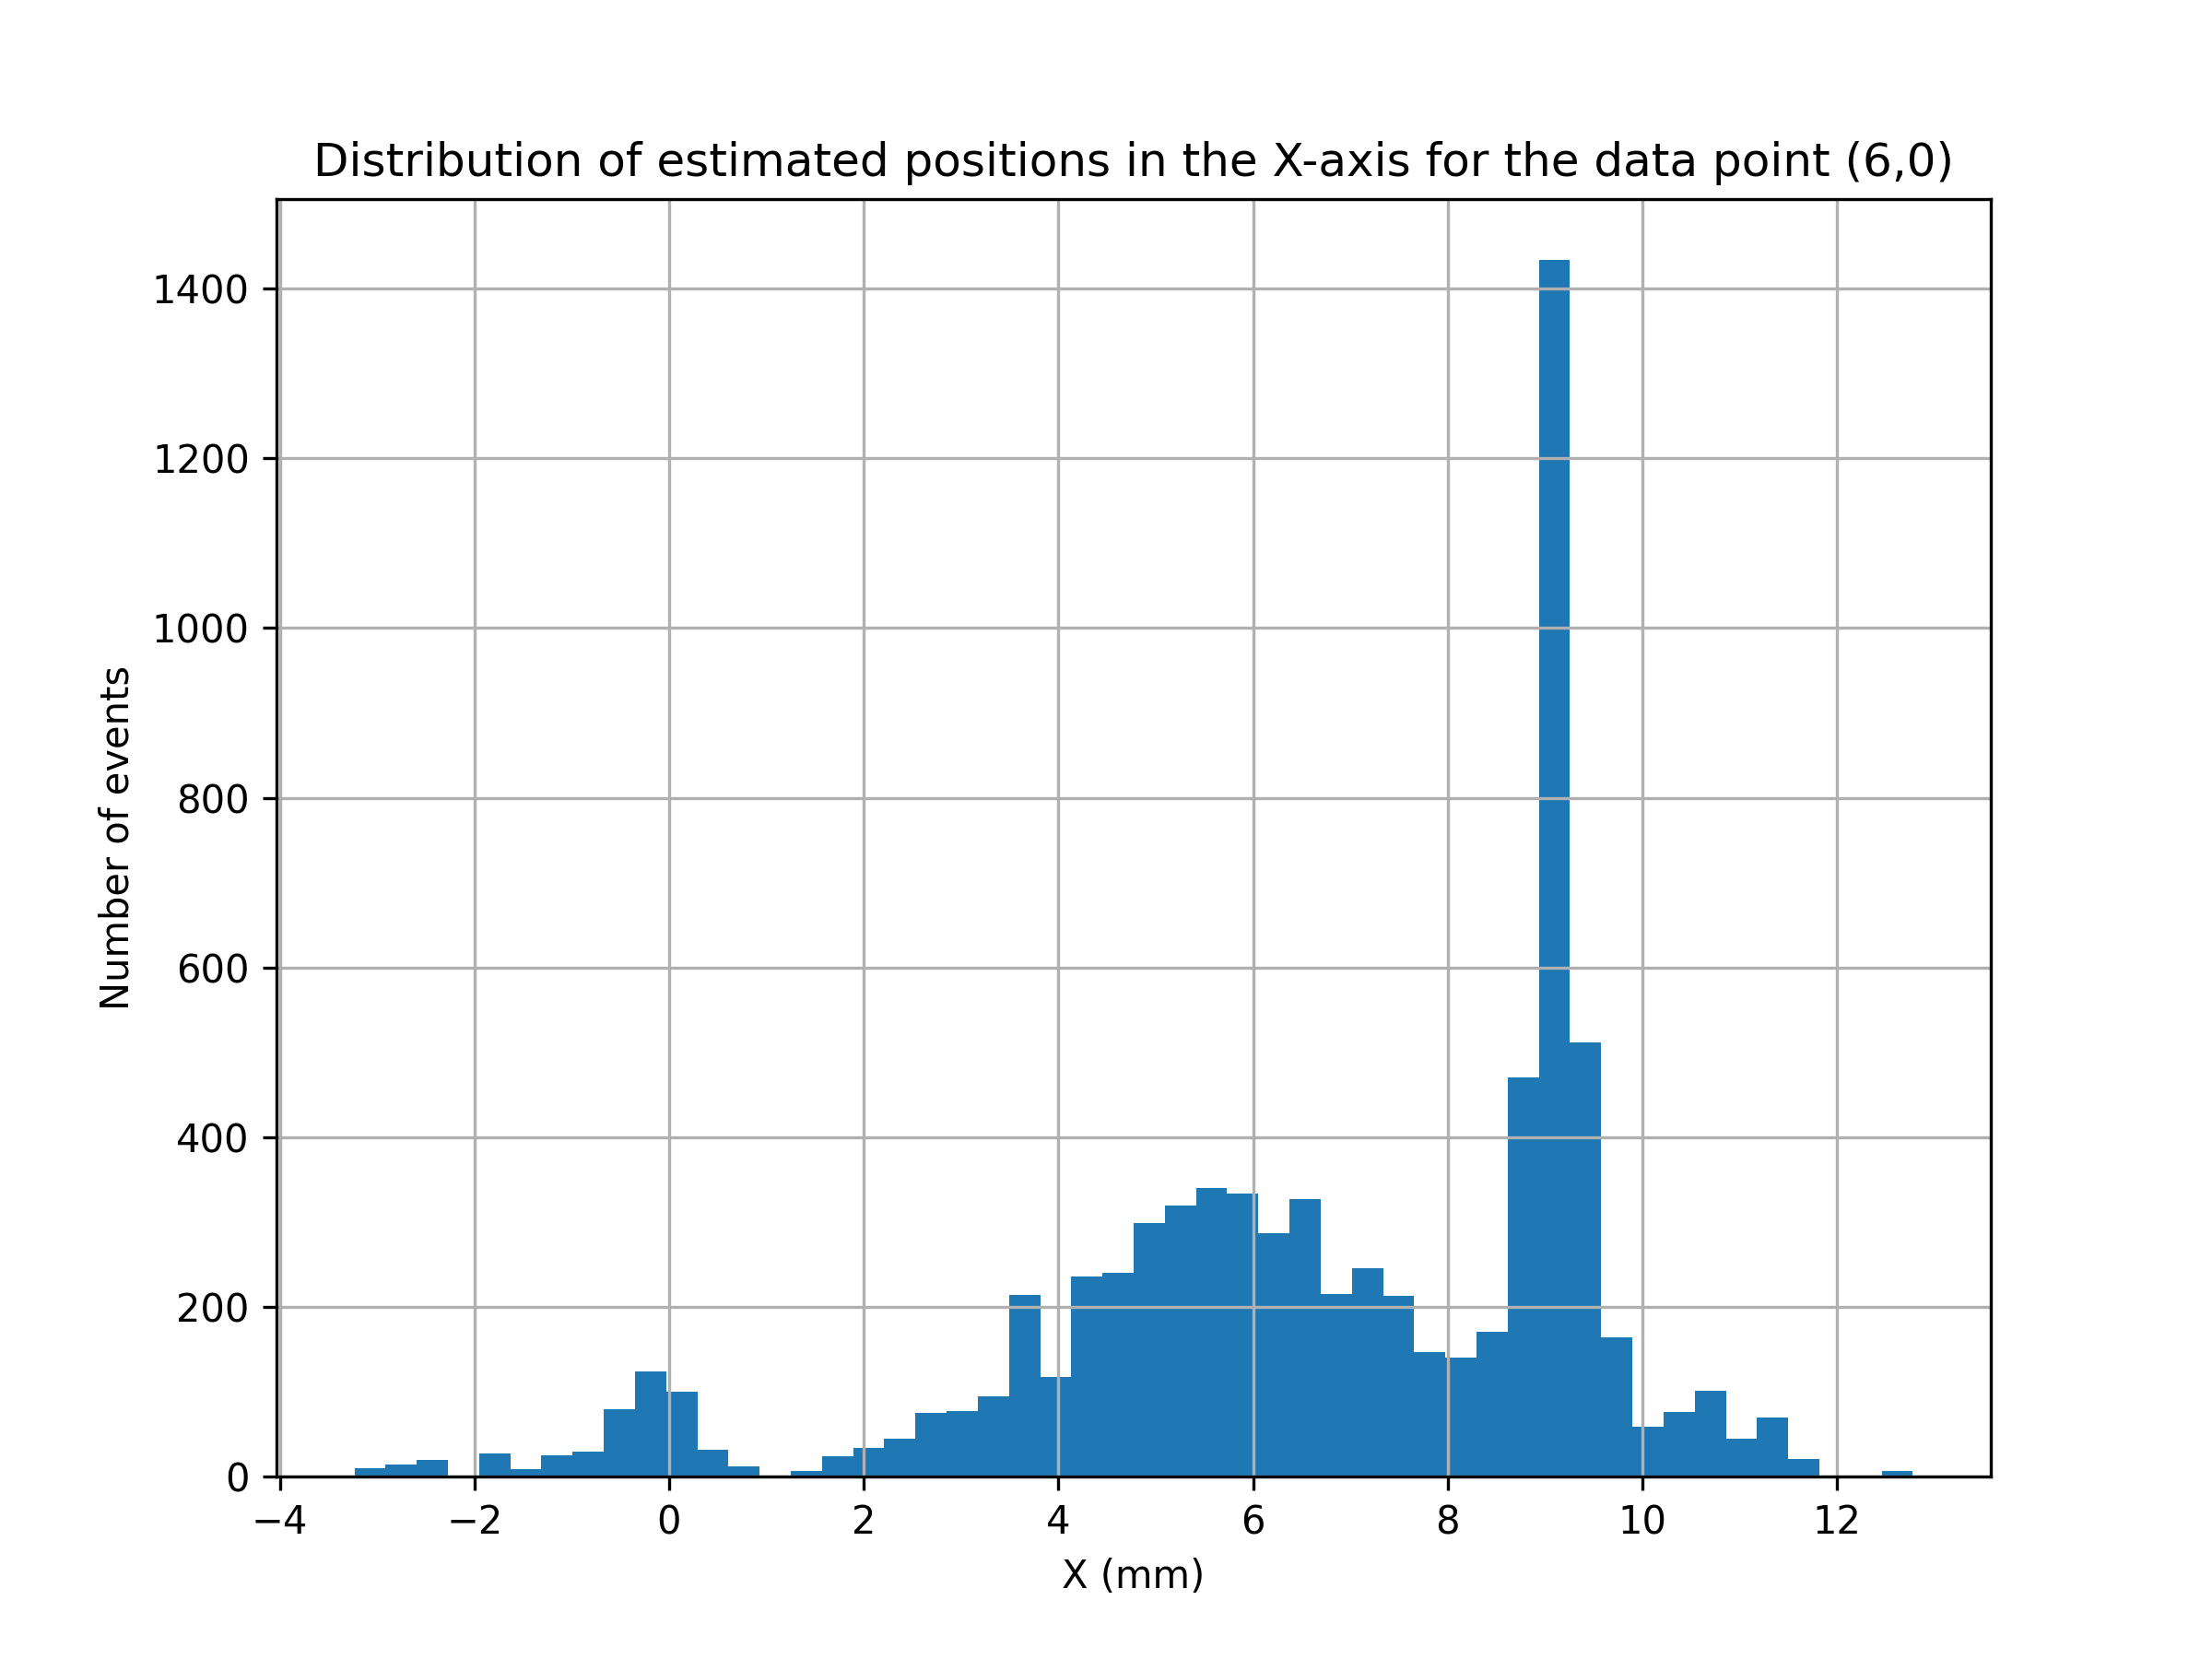 Distribution of estimated positions in the X-axis for the data point (6,0)
1400
1200
1000
800
600
400
200
0
Number of events
−4 −2 0 2 4 6 8 10 12
X (mm)